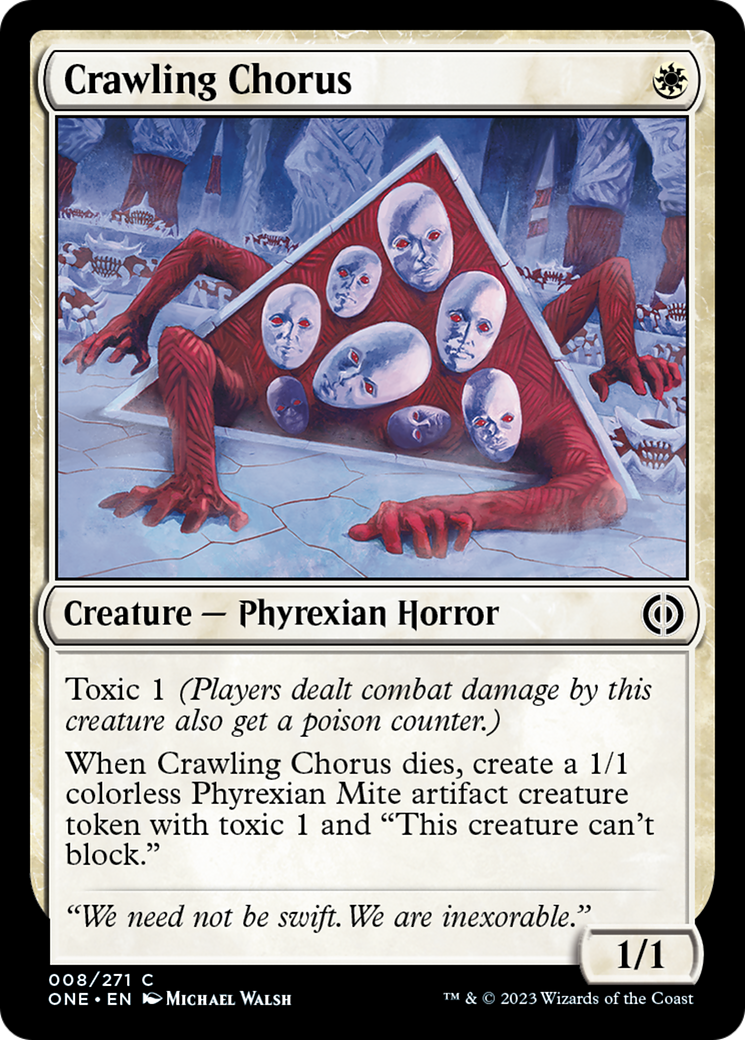 Crawling Chorus
Creature — Phyrexian Horror
Toxic 1 (Players dealt combat damage by this
creature also get a poison counter.)
When Crawling Chorus dies, create a 1/1
colorless Phyrexian Mite artifact creature
token with toxic 1 and “This creature can’t
block.”
“We need not be swift. We are inexorable.”
1/1
008/271 C
ONE • EN Michael Walsh
™ & © 2023 Wizards of the Coast